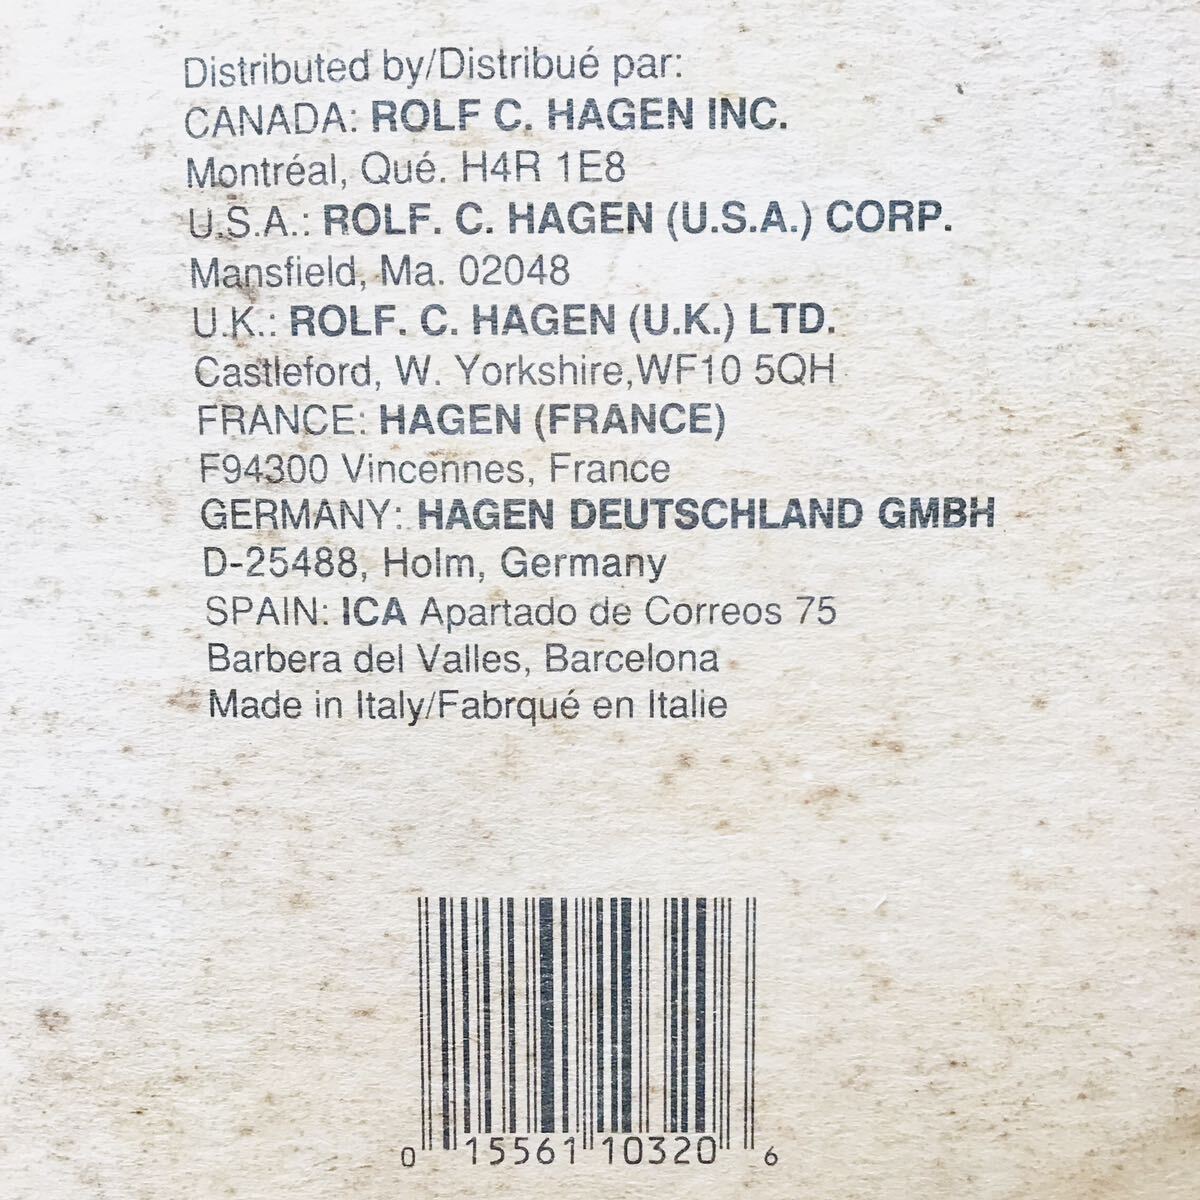 Distributed by/Distribué par:
CANADA: ROLF C. HAGEN INC.
Montréal, Qué. H4R 1E8
U.S.A.: ROLF. C. HAGEN (U.S.A.) CORP.
Mansfield, Ma. 02048
U.K.: ROLF. C. HAGEN (U.K.) LTD.
Castleford, W. Yorkshire,WF10 5QH
FRANCE: HAGEN (FRANCE)
F94300 Vincennes, France
GERMANY: HAGEN DEUTSCHLAND GMBH
D-25488, Holm, Germany
SPAIN: ICA Apartado de Correos 75
Barbera del Valles, Barcelona
Made in Italy/Fabrqué en Italie
0 15561 10320 6